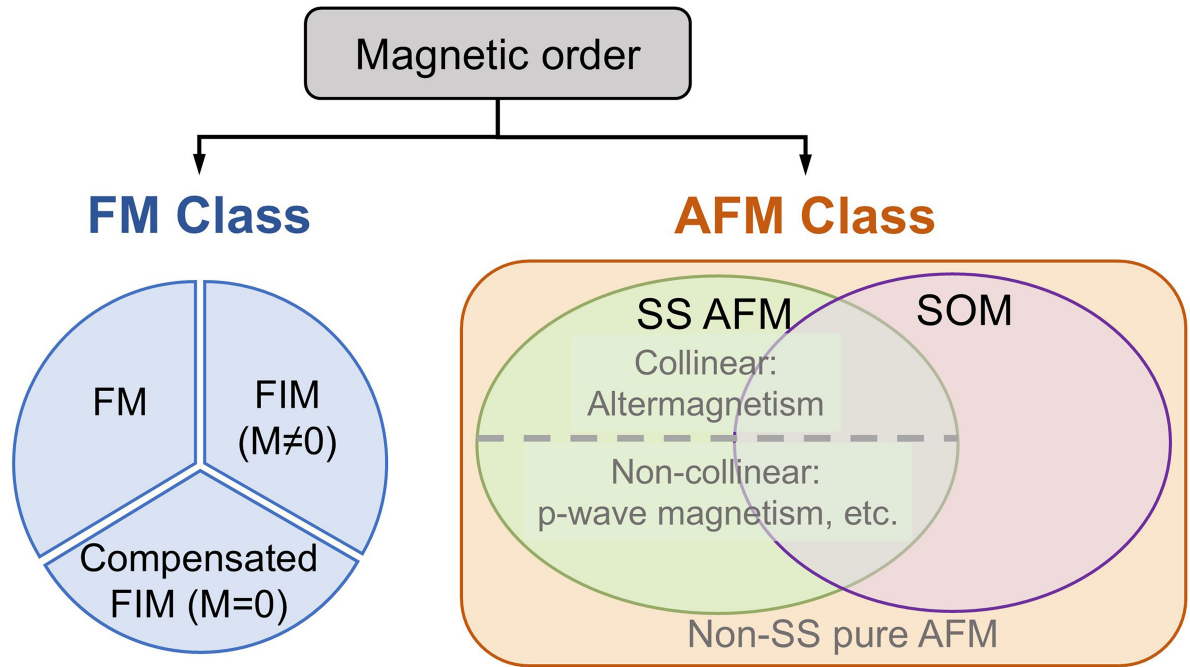 Magnetic order
FM Class
AFM Class
FM
FIM
(M≠0)
Compensated
FIM (M=0)
SS AFM
SOM
Collinear:
Altermagnetism
Non-collinear:
p-wave magnetism, etc.
Non-SS pure AFM